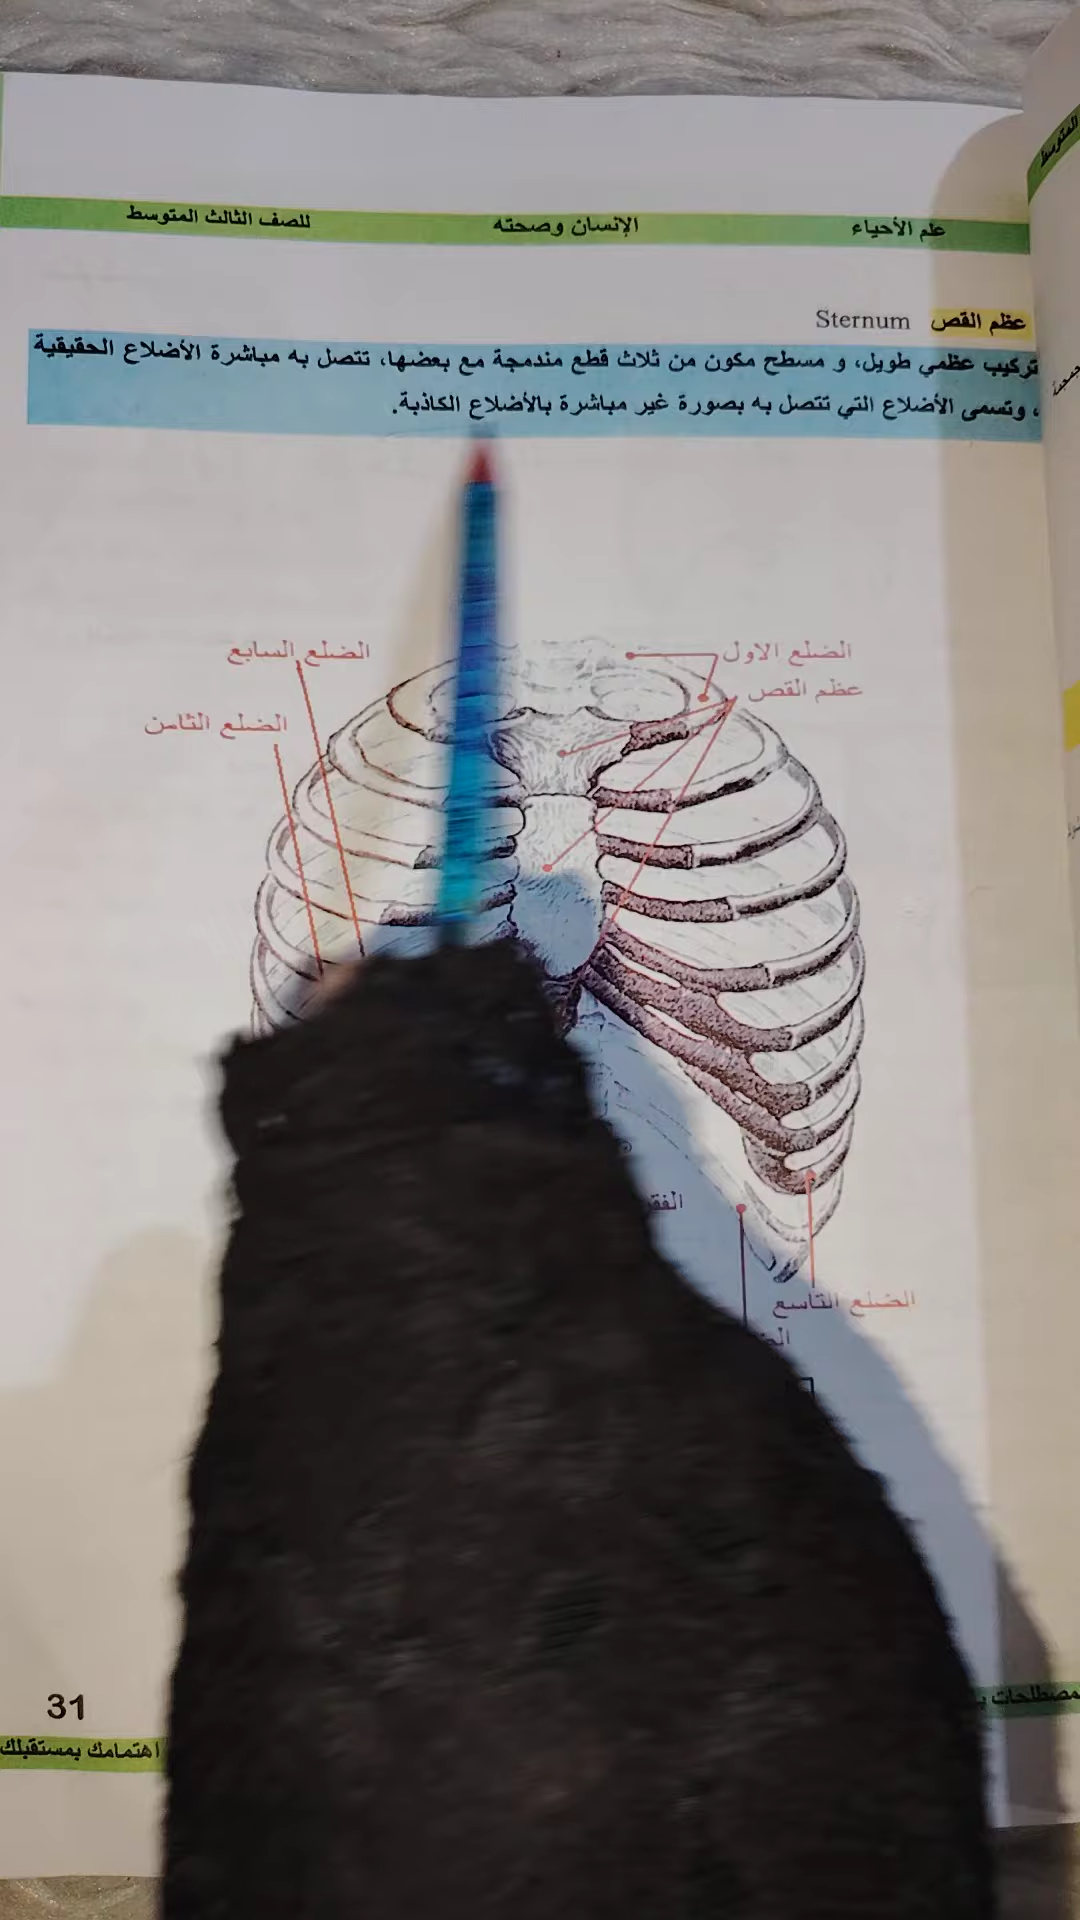 علم الأحياء
الإنسان وصحته
للصف الثالث المتوسط
عظم القص Sternum
تركيب عظمي طويل، و مسطح مكون من ثلاث قطع مندمجة مع بعضها، تتصل به مباشرة الأضلاع الحقيقية
، وتسمى الأضلاع التي تتصل به بصورة غير مباشرة بالأضلاع الكاذبة.
الضلع الاول
الضلع السابع
عظم القص
الضلع الثامن
الضلع التاسع
31
اهتمامك بمستقبلك
المتوسط
مصطلحات